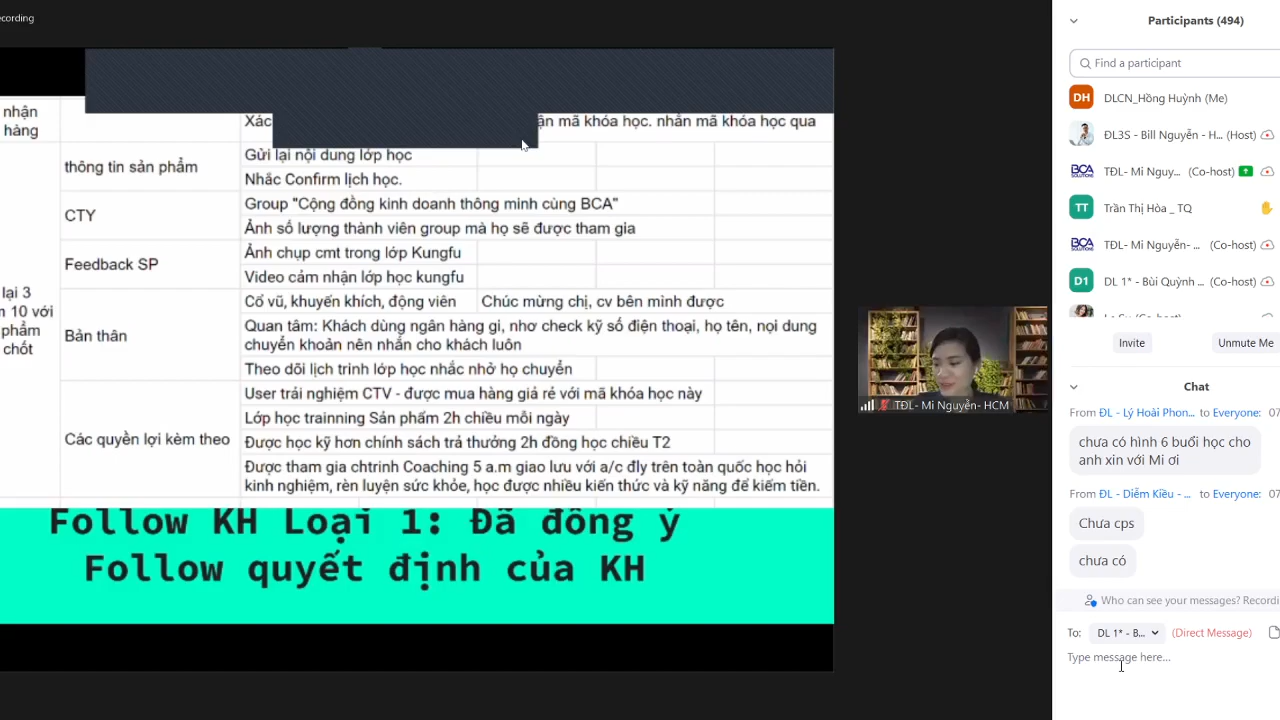 ecording
nhận
hàng
Xác
ận mã khóa học. nhắn mã khóa học qua
thông tin sản phẩm
Gửi lại nội dung lớp học
Nhắc Confirm lịch học.
CTY
Group "Cộng đồng kinh doanh thông minh cùng BCA"
Ảnh số lượng thành viên group mà họ sẽ được tham gia
Feedback SP
Ảnh chụp cmt trong lớp Kungfu
Video cảm nhận lớp học kungfu
lại 3
n 10 với
phẩm
chốt
Bản thân
Cổ vũ, khuyến khích, động viên
Chúc mừng chị, cv bên mình được
Quan tâm: Khách dùng ngân hàng gì, nhơ check kỹ số điện thoại, họ tên, nọi dung
chuyển khoản nên nhắn cho khách luôn
Theo dõi lịch trình lớp học nhắc nhở họ chuyển
Các quyền lợi kèm theo
User trải nghiệm CTV - được mua hàng giá rẻ với mã khóa học này
Lớp học trainning Sản phẩm 2h chiều mỗi ngày
Được học kỹ hơn chính sách trả thưởng 2h đồng học chiều T2
Được tham gia chtrinh Coaching 5 a.m giao lưu với a/c đly trên toàn quốc học hỏi
kinh nghiệm, rèn luyện sức khỏe, học được nhiều kiến thức và kỹ năng để kiếm tiền.
Follow KH Loại 1: Đã đồng ý
Follow quyết định của KH
TĐL- Mi Nguyễn- HCM
Participants (494)
Find a participant
DH
DLCN_Hồng Huỳnh (Me)
ĐL3S - Bill Nguyễn - H... (Host)
BCA
SOLUTIONS
TĐL- Mi Nguy... (Co-host)
TT
Trần Thị Hòa _ TQ
BCA
SOLUTIONS
TĐL- Mi Nguyễn- ... (Co-host)
D1
DL 1* - Bùi Quỳnh ... (Co-host)
Invite
Unmute Me
Chat
From ĐL - Lý Hoài Phon... to Everyone: 07
chưa có hình 6 buổi học cho
anh xin với Mi ơi
From ĐL - Diễm Kiều - ... to Everyone: 07
Chưa cps
chưa có
Who can see your messages? Recordi
To: DL 1* - B... (Direct Message)
Type message here...